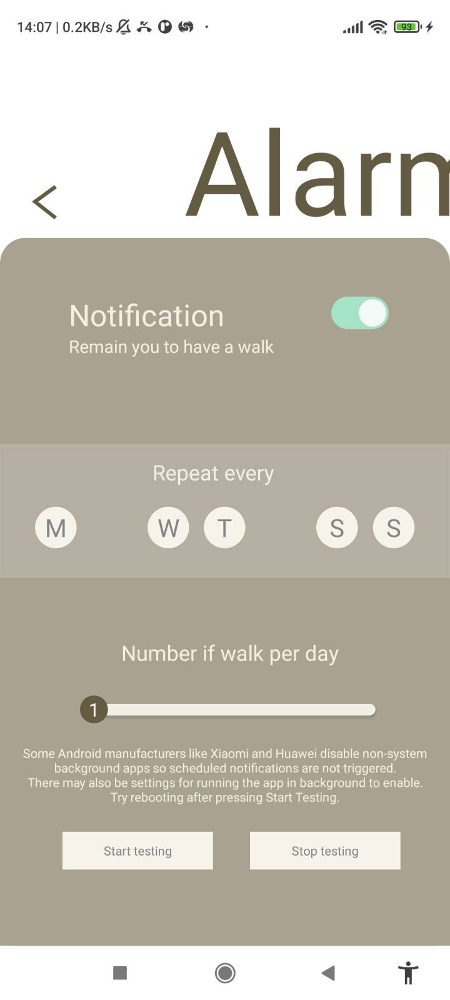 14:07 | 0.2KB/s
93
Alarm
Notification
Remain you to have a walk
Repeat every
M W T S S
Number if walk per day
1
Some Android manufacturers like Xiaomi and Huawei disable non-system
background apps so scheduled notifications are not triggered.
There may also be settings for running the app in background to enable.
Try rebooting after pressing Start Testing.
Start testing Stop testing